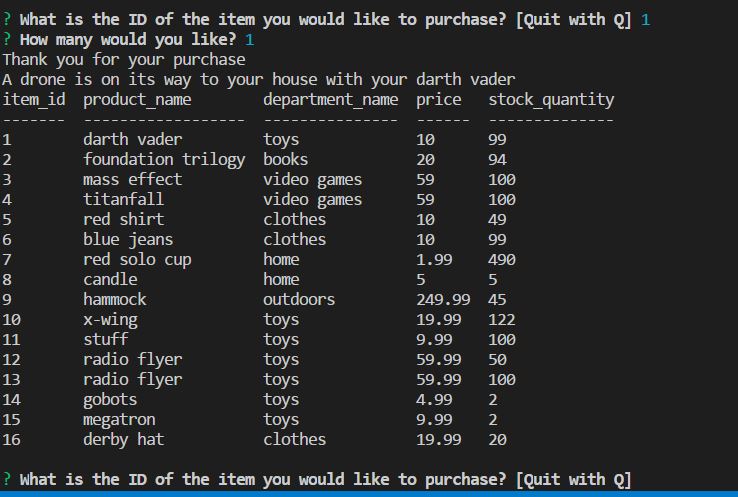 ? What is the ID of the item you would like to purchase? [Quit with Q] 1
? How many would you like? 1
Thank you for your purchase
A drone is on its way to your house with your darth vader
item_id  product_name        department_name  price   stock_quantity
-------  ------------------  ---------------  ------  --------------
1        darth vader         toys             10      99
2        foundation trilogy  books            20      94
3        mass effect         video games      59      100
4        titanfall           video games      59      100
5        red shirt           clothes          10      49
6        blue jeans          clothes          10      99
7        red solo cup        home             1.99    490
8        candle              home             5       5
9        hammock             outdoors         249.99  45
10       x-wing              toys             19.99   122
11       stuff               toys             9.99    100
12       radio flyer         toys             59.99   50
13       radio flyer         toys             59.99   100
14       gobots              toys             4.99    2
15       megatron            toys             9.99    2
16       derby hat           clothes          19.99   20
? What is the ID of the item you would like to purchase? [Quit with Q]